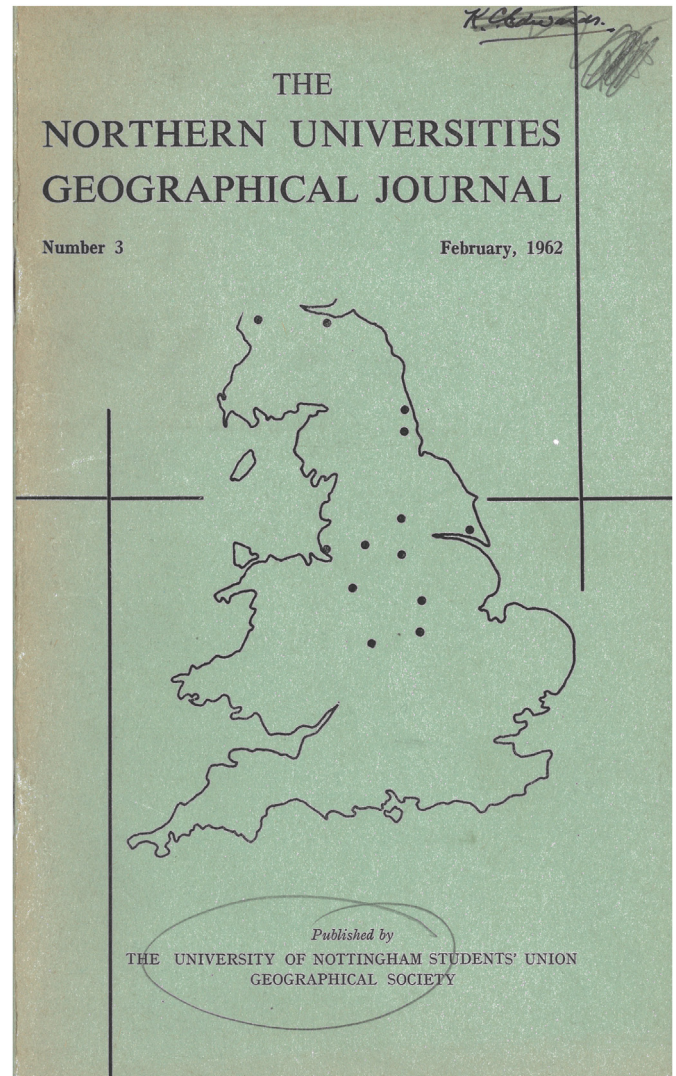 K.C. Edwards.
THE
NORTHERN UNIVERSITIES
GEOGRAPHICAL JOURNAL
Number 3 February, 1962
Published by
THE UNIVERSITY OF NOTTINGHAM STUDENTS' UNION
GEOGRAPHICAL SOCIETY